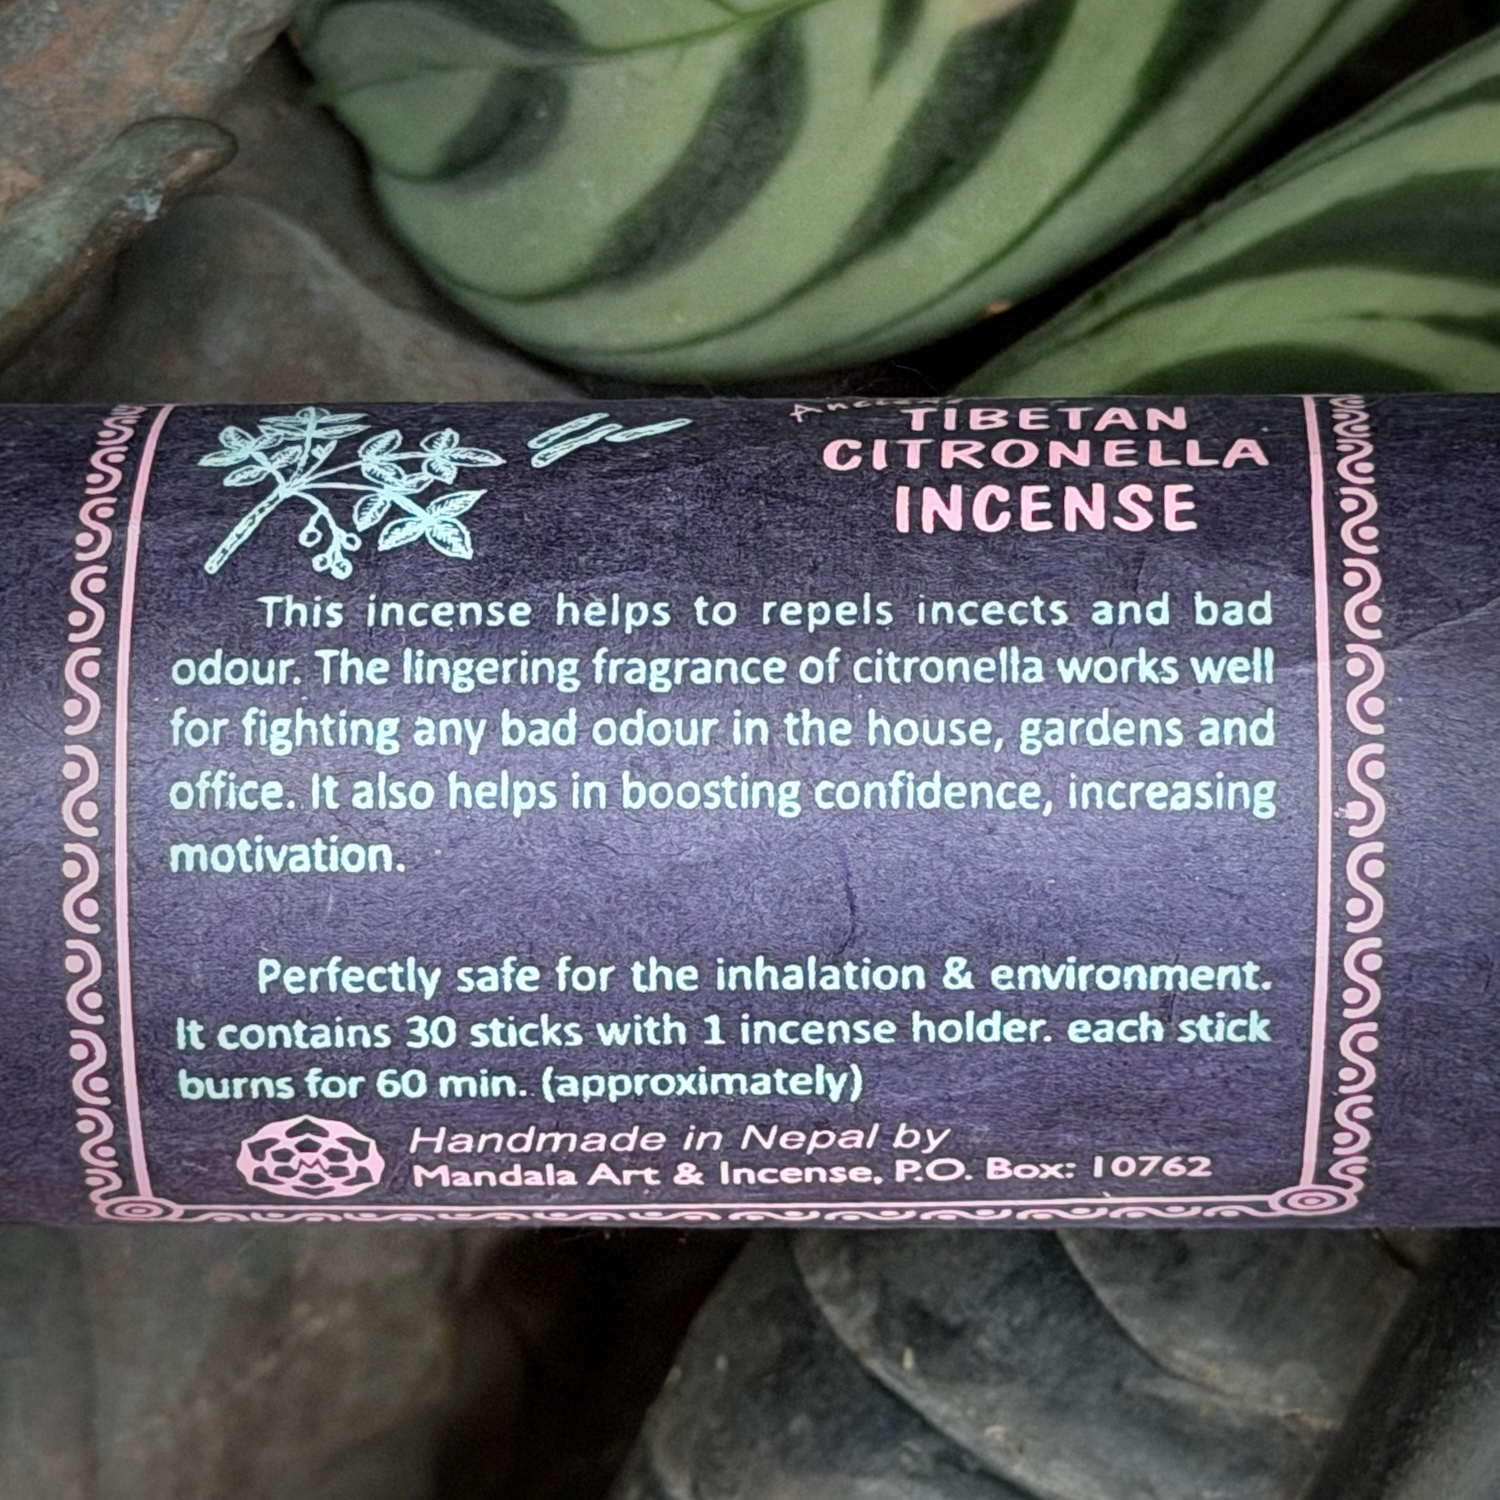 TIBETAN
CITRONELLA
INCENSE
This incense helps to repels incects and bad
odour. The lingering fragrance of citronella works well
for fighting any bad odour in the house, gardens and
office. It also helps in boosting confidence, increasing
motivation.
Perfectly safe for the inhalation & environment.
It contains 30 sticks with 1 incense holder. each stick
burns for 60 min. (approximately)
Handmade in Nepal by
Mandala Art & Incense, P.O. Box: 10762